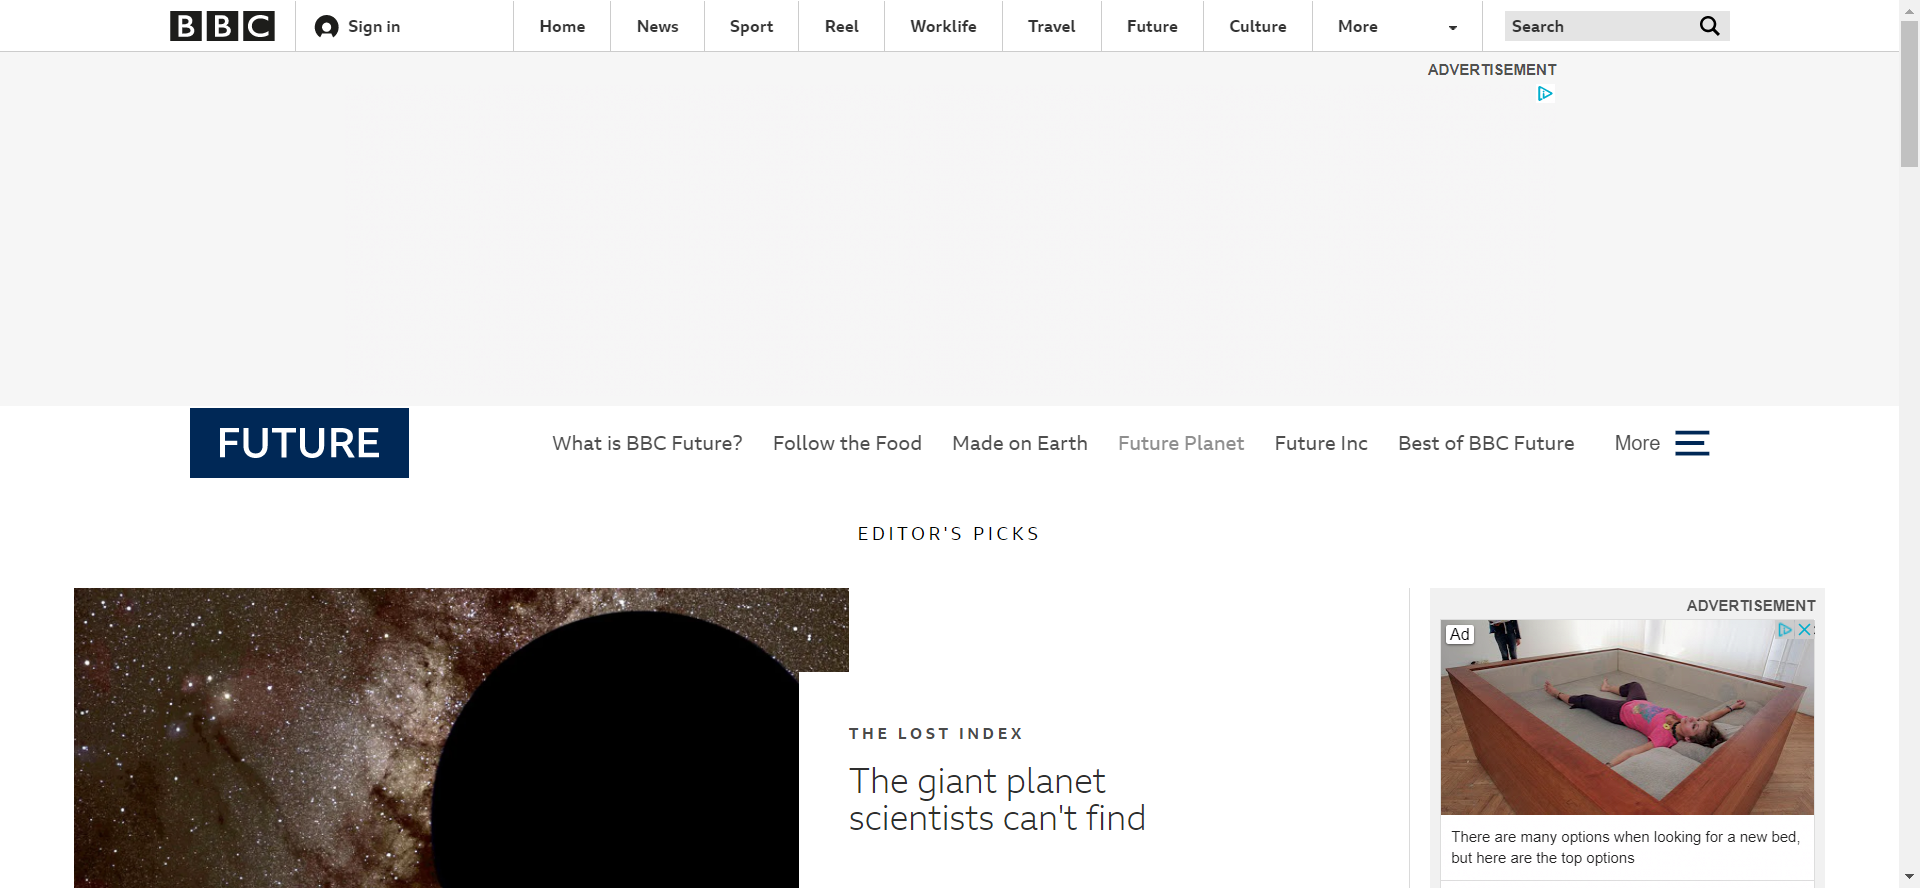 BBC
Sign in
Home
News
Sport
Reel
Worklife
Travel
Future
Culture
More
Search
ADVERTISEMENT
FUTURE
What is BBC Future?
Follow the Food
Made on Earth
Future Planet
Future Inc
Best of BBC Future
More
EDITOR'S PICKS
THE LOST INDEX
The giant planet
scientists can't find
ADVERTISEMENT
Ad
There are many options when looking for a new bed,
but here are the top options